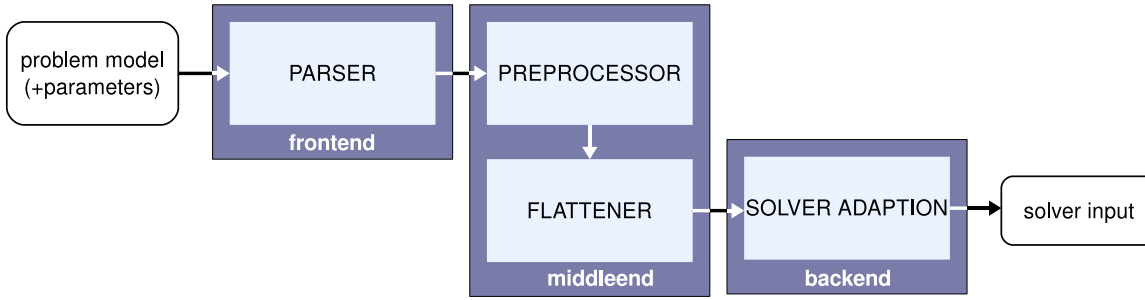 problem model
(+parameters)
PARSER
frontend
PREPROCESSOR
FLATTENER
middleend
SOLVER ADAPTION
backend
solver input